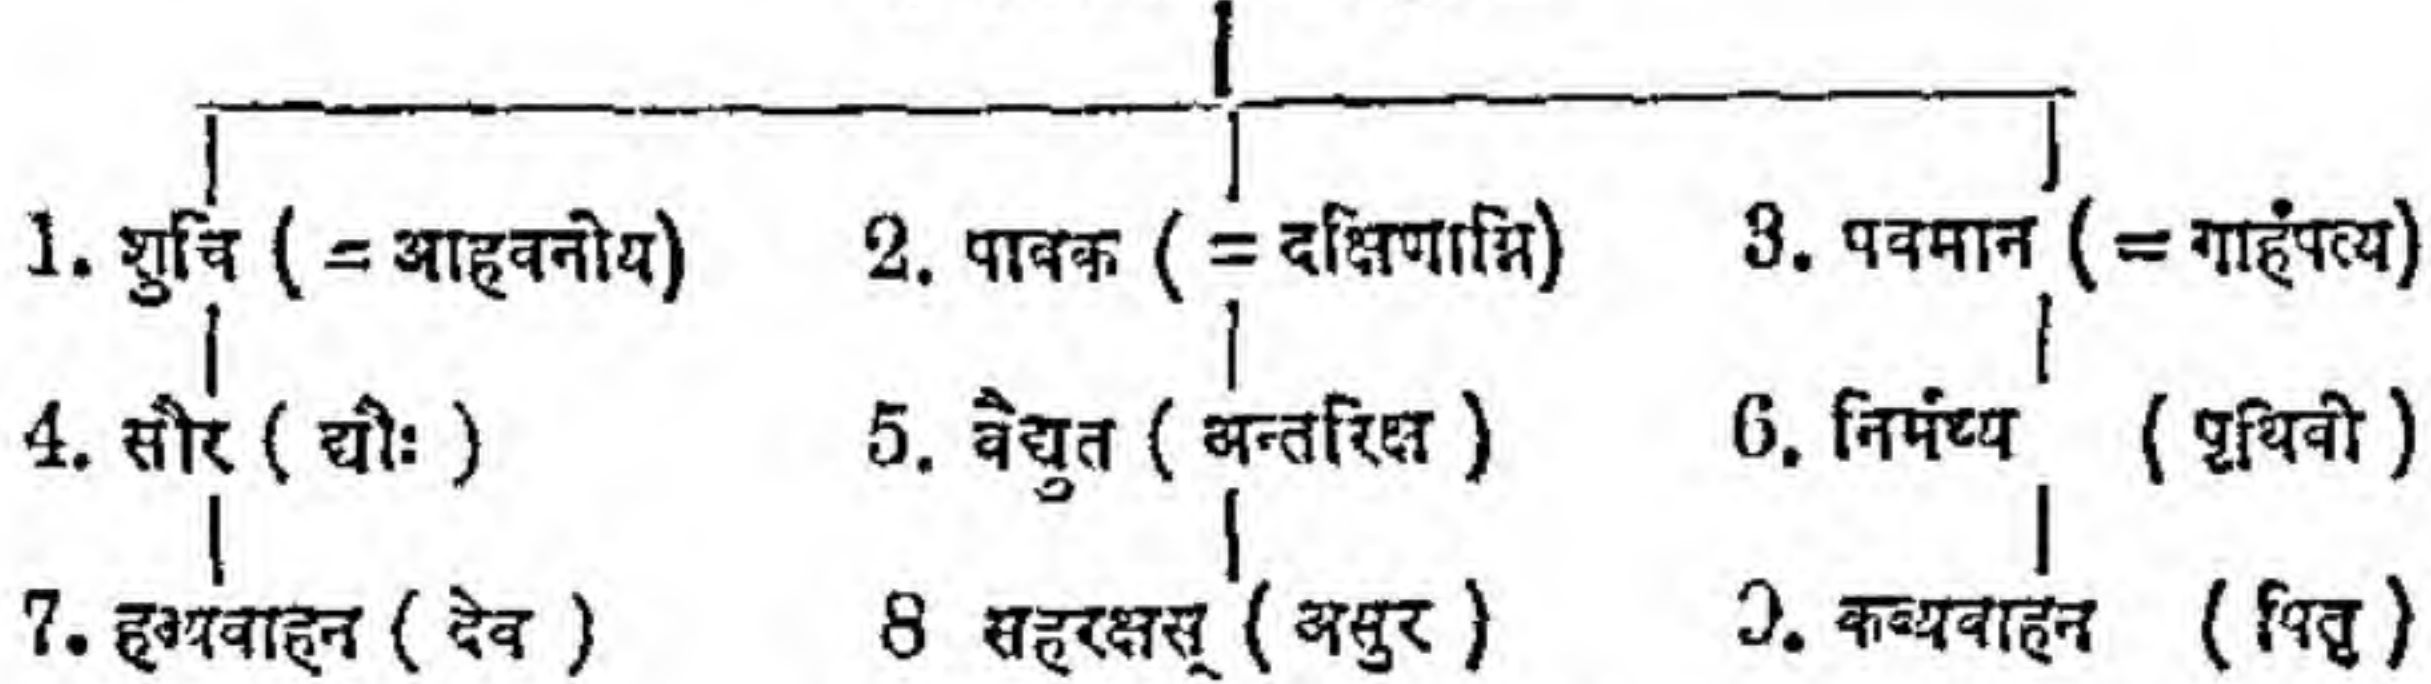 1. शुचि ( = आहवनीय) 2. पावक ( = दक्षिणाग्नि) 3. पवमान ( = गार्हपत्य)
4. सौर ( द्यौः ) 5. वैद्युत ( अन्तरिक्ष ) 6. निर्मंथ्य ( पृथिवी )
7. हव्यवाहन ( देव ) 8 सहरक्षस् ( असुर ) 9. कव्यवाहन ( पितृ )